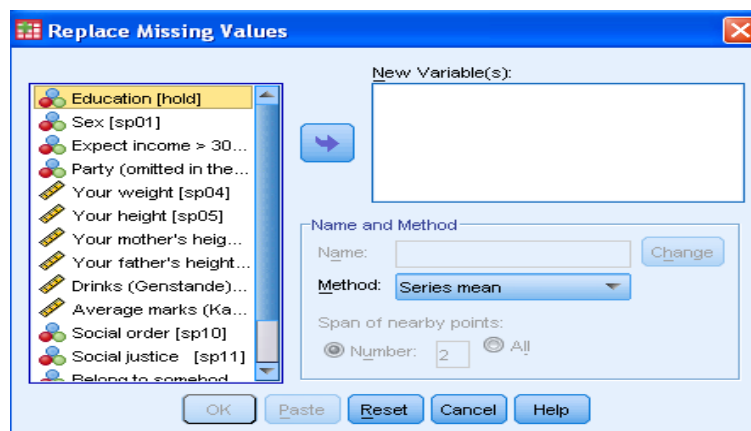 Replace Missing Values
New Variable(s):
Education [hold]
Sex [sp01]
Expect income > 30...
Party (omitted in the...
Your weight [sp04]
Your height [sp05]
Your mother's heig...
Your father's height...
Drinks (Genstande)...
Average marks (Ka...
Social order [sp10]
Social justice [sp11]
Belong to somebod
Name and Method
Name:
Change
Method: Series mean
Span of nearby points:
Number: 2 All
OK Paste Reset Cancel Help